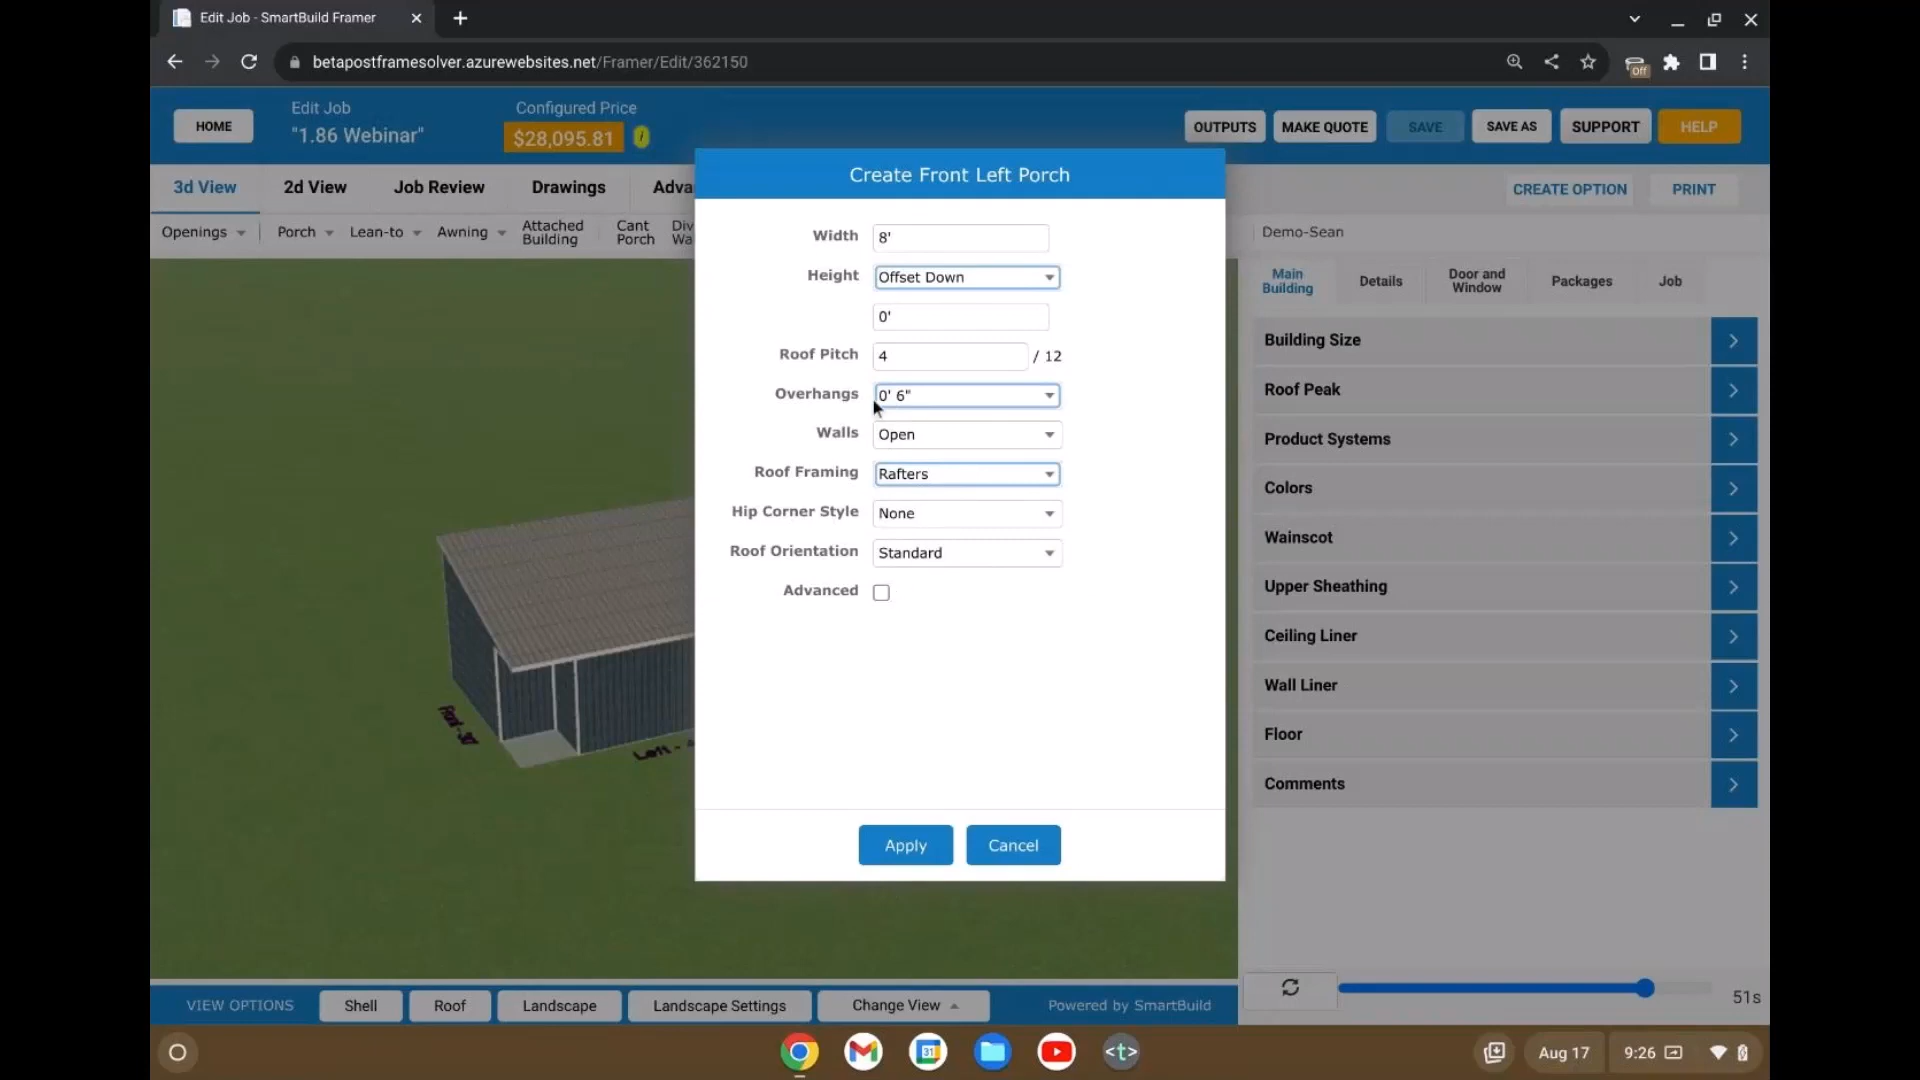 Edit Job - SmartBuild Framer
betapostframesolver.azurewebsites.net/Framer/Edit/362150
Off
HOME
Edit Job
"1.86 Webinar"
Configured Price
$28,095.81
i
OUTPUTS
MAKE QUOTE
SAVE
SAVE AS
SUPPORT
HELP
3d View
2d View
Job Review
Drawings
CREATE OPTION
PRINT
Openings
Porch
Lean-to
Awning
Attached
Building
Cant
Porch
Demo-Sean
Create Front Left Porch
Width
8'
Height
Offset Down
0'
Roof Pitch
4
/ 12
Overhangs
0' 6"
Walls
Open
Roof Framing
Rafters
Hip Corner Style
None
Roof Orientation
Standard
Advanced
Apply
Cancel
Main
Building
Details
Door and
Window
Packages
Job
Building Size
Roof Peak
Product Systems
Colors
Wainscot
Upper Sheathing
Ceiling Liner
Wall Liner
Floor
Comments
51s
VIEW OPTIONS
Shell
Roof
Landscape
Landscape Settings
Change View
Powered by SmartBuild
31
<t>
Aug 17
9:26